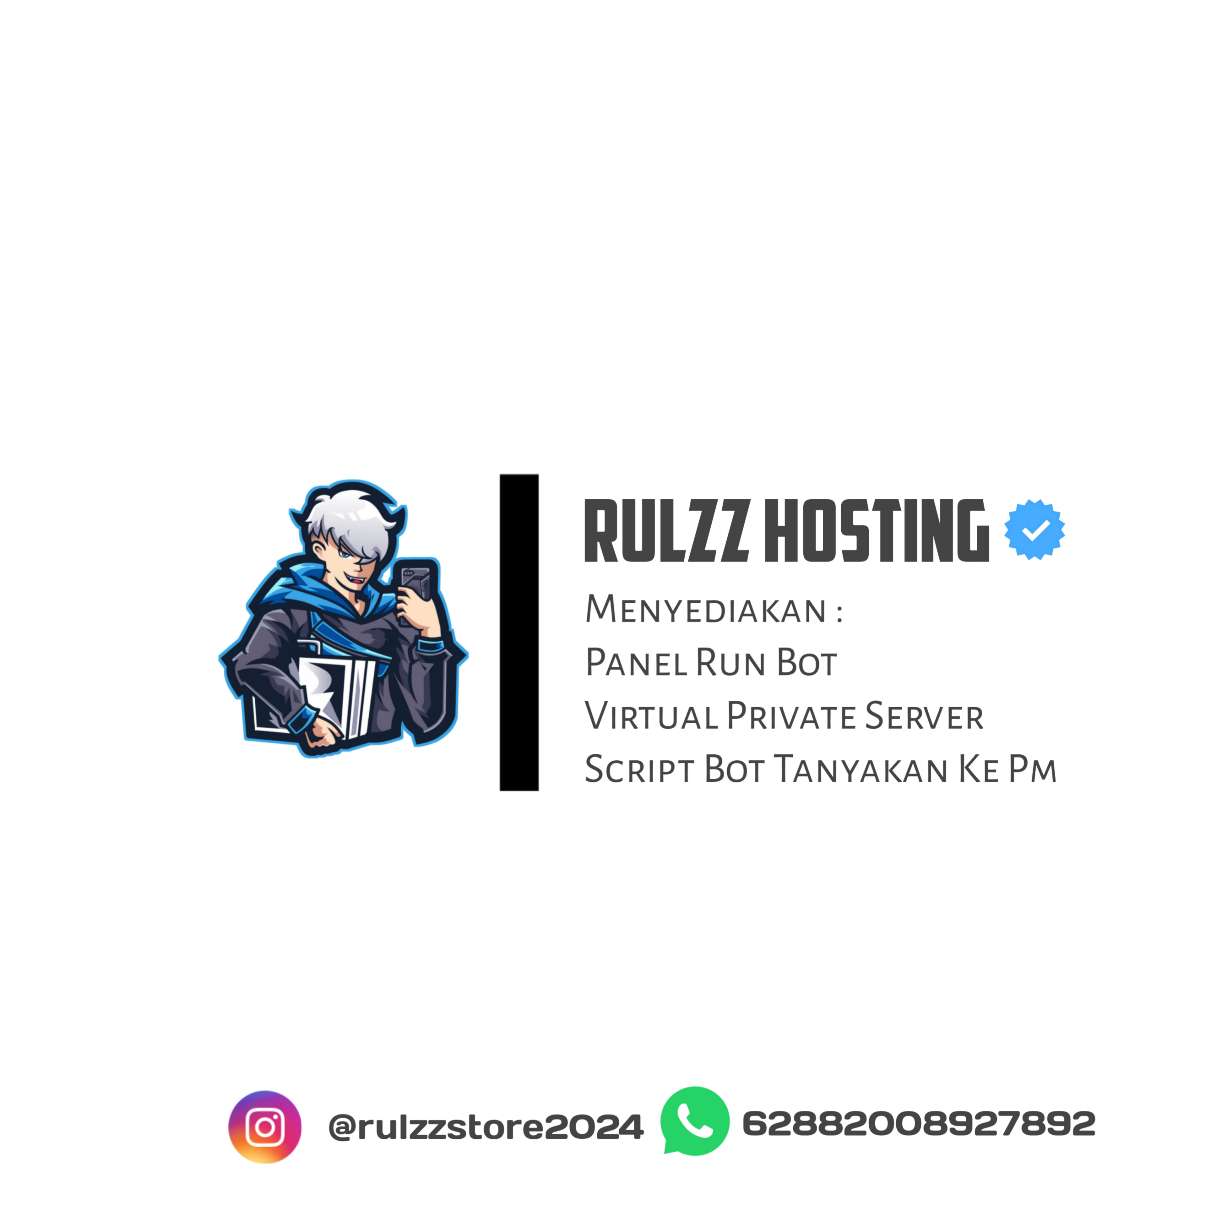 RULZZ HOSTING
Menyediakan :
Panel Run Bot
Virtual Private Server
Script Bot Tanyakan Ke Pm
@rulzzstore2024
62882008927892